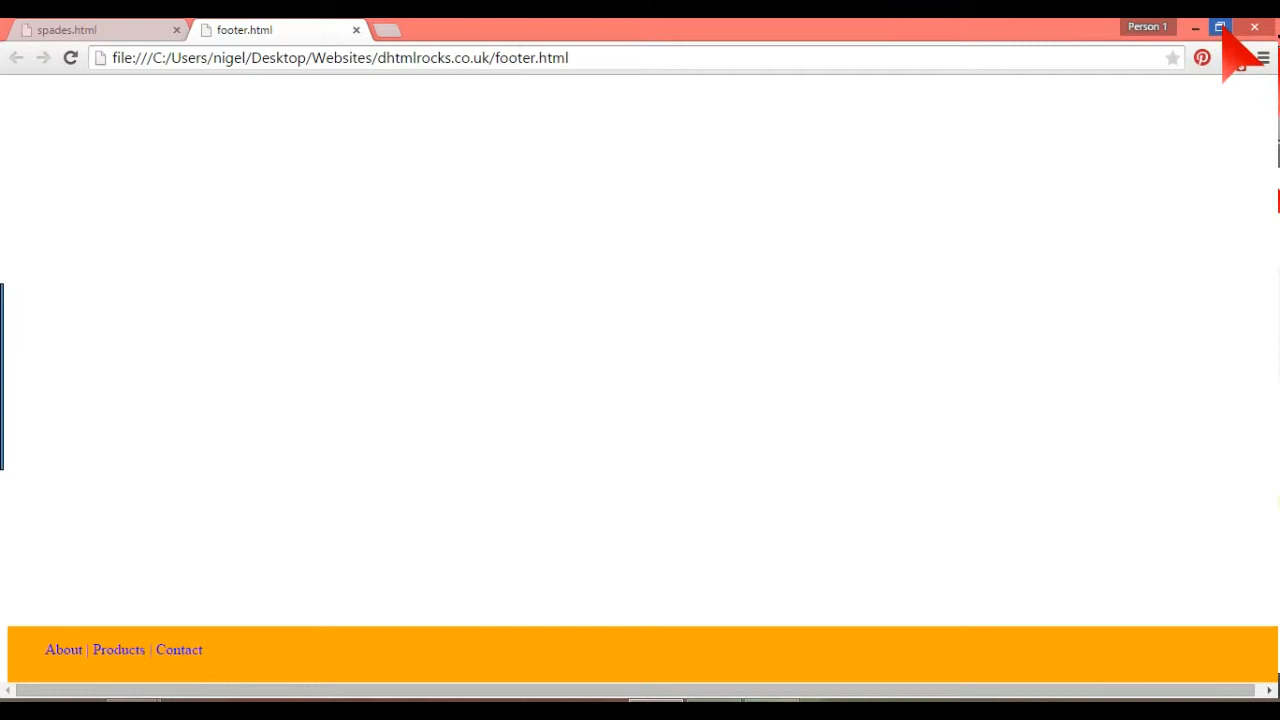 spades.html
footer.html
Person 1
file:///C:/Users/nigel/Desktop/Websites/dhtmlrocks.co.uk/footer.html
About | Products | Contact